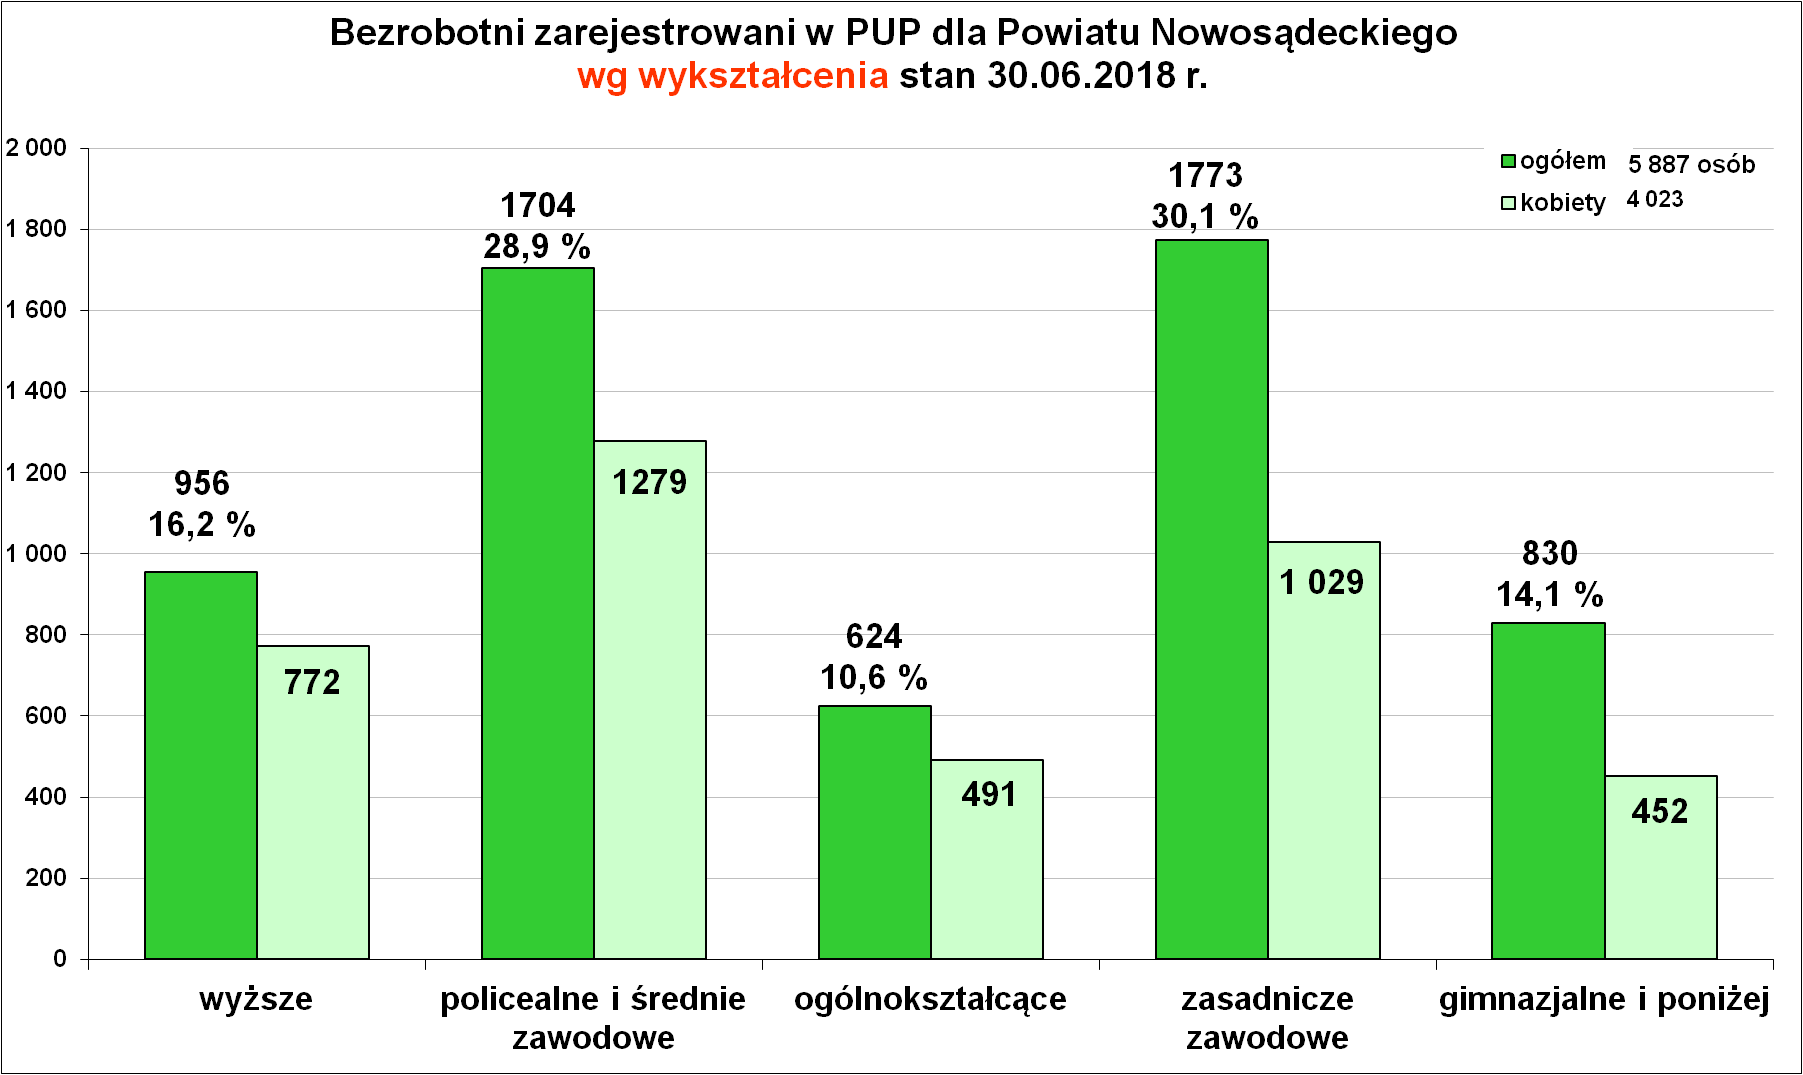 Bezrobotni zarejestrowani w PUP dla Powiatu Nowosądeckiego
wg wykształcenia stan 30.06.2018 r.
2 000
1 800
1 600
1 400
1 200
1 000
800
600
400
200
0
ogółem 5 887 osób
kobiety 4 023
956
16,2 %
772
1704
28,9 %
1279
624
10,6 %
491
1773
30,1 %
1 029
830
14,1 %
452
wyższe
policealne i średnie
zawodowe
ogólnokształcące
zasadnicze
zawodowe
gimnazjalne i poniżej